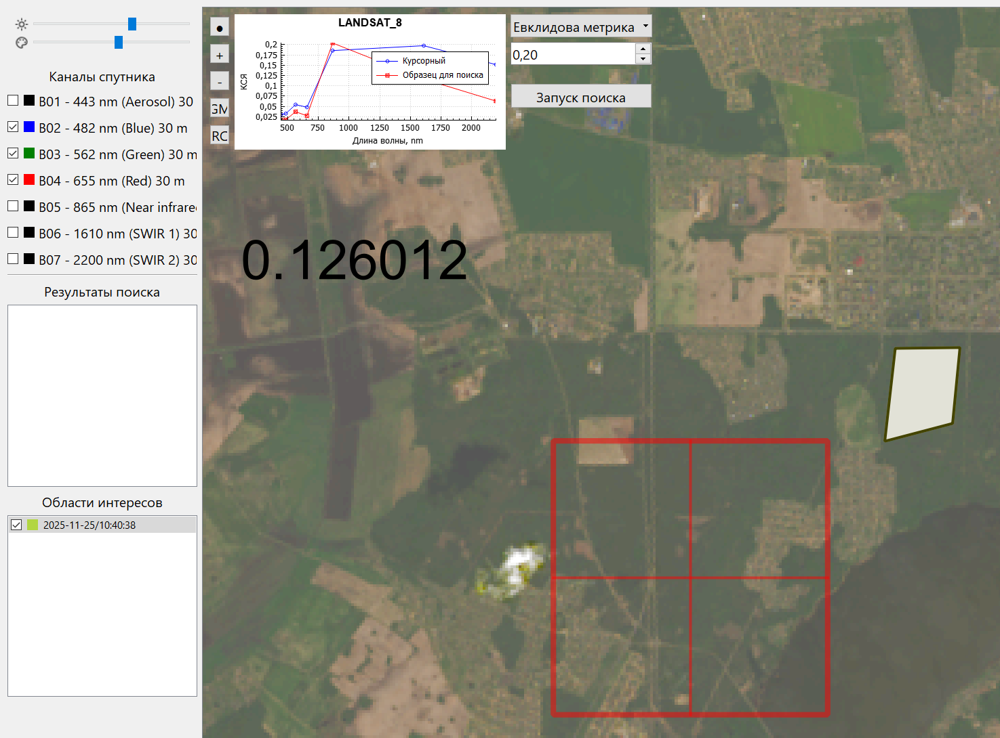 Каналы спутника
B01 - 443 nm (Aerosol) 30
B02 - 482 nm (Blue) 30 m
B03 - 562 nm (Green) 30 m
B04 - 655 nm (Red) 30 m
B05 - 865 nm (Near infrare
B06 - 1610 nm (SWIR 1) 30
B07 - 2200 nm (SWIR 2) 30
Результаты поиска
Области интересов
2025-11-25/10:40:38
+
-
GM
RC
LANDSAT_8
КСЯ
0,2
0,175
0,15
0,125
0,1
0,075
0,05
0,025
Курсорный
Образец для поиска
500 750 1000 1250 1500 1750 2000
Длина волны, nm
Евклидова метрика
0,20
Запуск поиска
0.126012